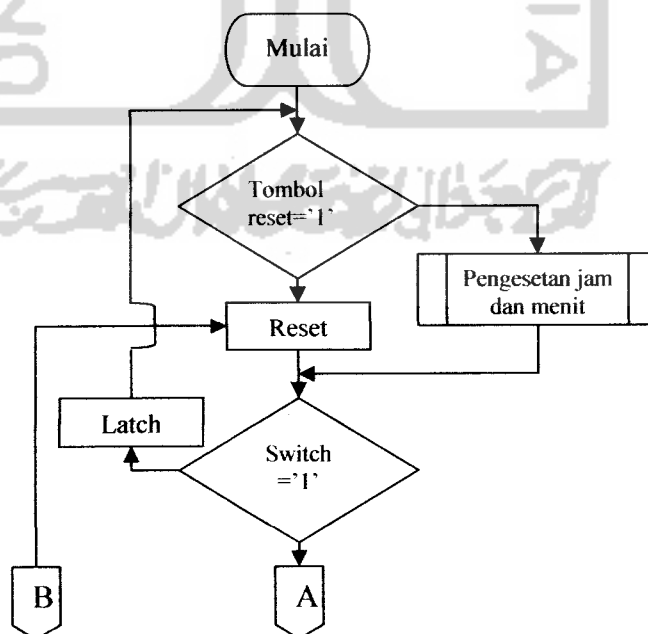 Mulai
Tombol
reset='1'
Pengesetan jam
dan menit
Reset
Latch
Switch
='1'
B
A